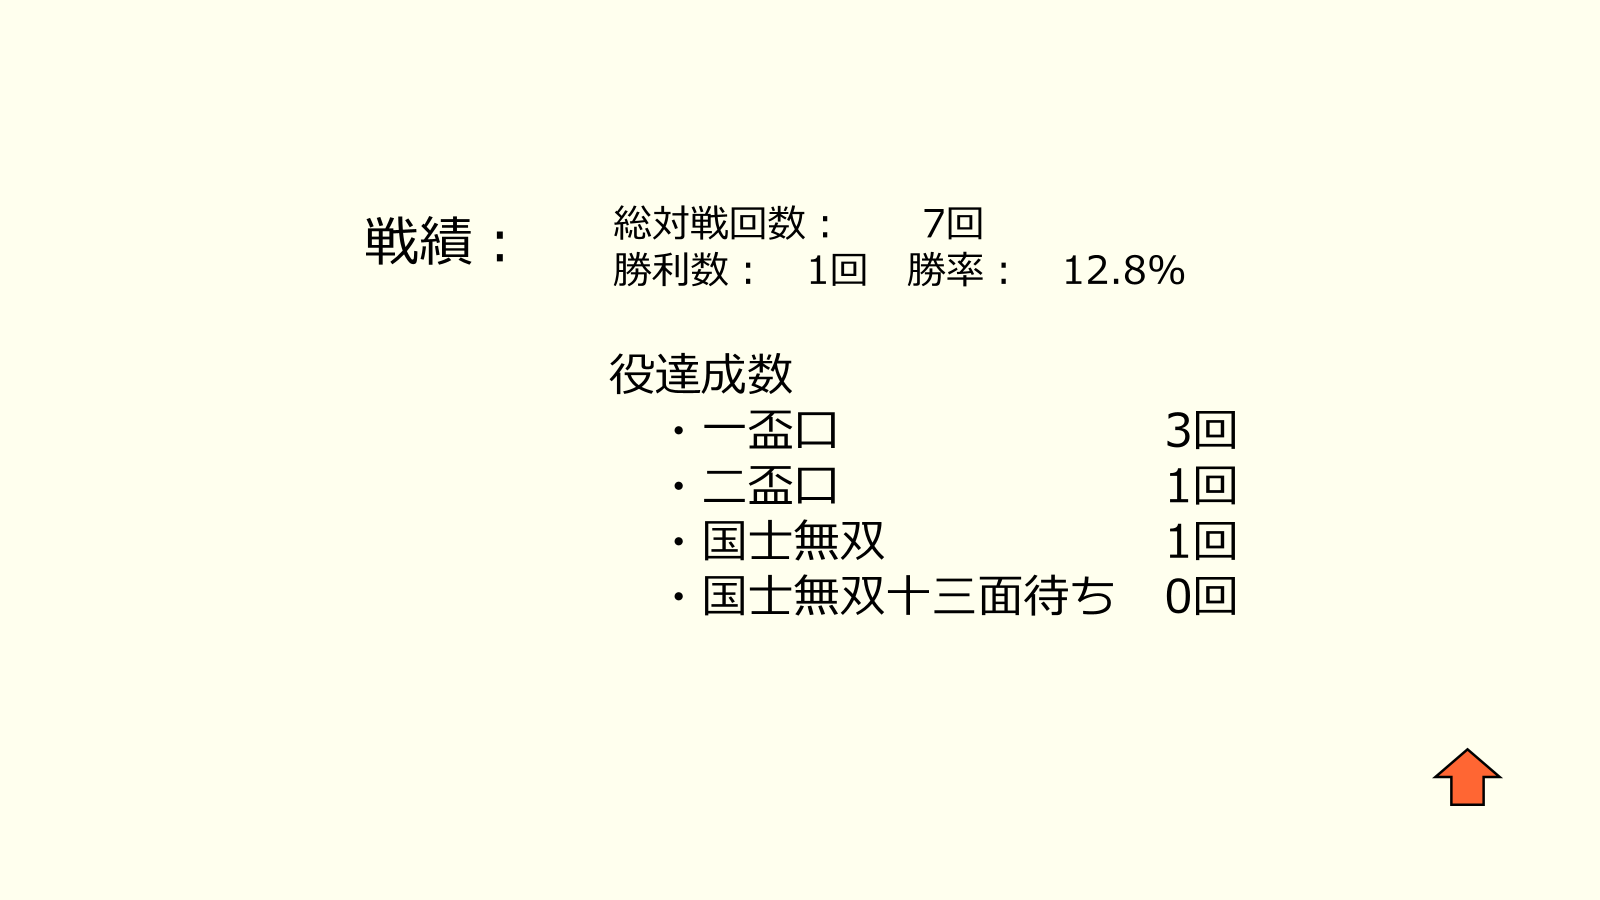 戦績：
総対戦回数：　　7回
勝利数：　1回　勝率：　12.8%
役達成数
・一盃口　　　　　　　3回
・二盃口　　　　　　　1回
・国士無双　　　　　　1回
・国士無双十三面待ち　0回